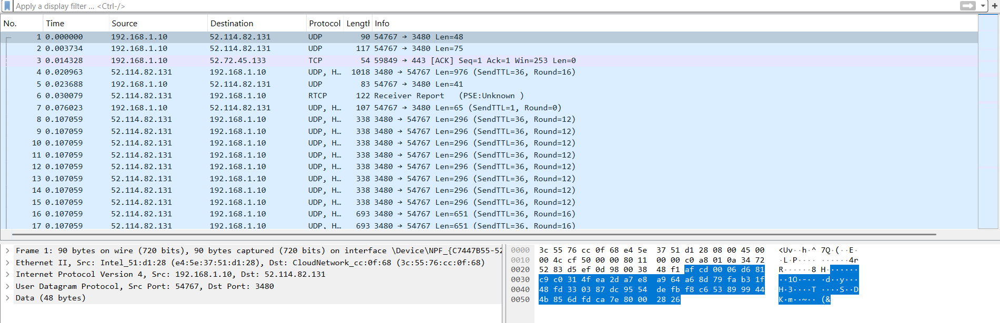 Apply a display filter ... <Ctrl-/>
No. Time Source Destination Protocol Length Info
1 0.000000 192.168.1.10 52.114.82.131 UDP 90 54767 → 3480 Len=48
2 0.003734 192.168.1.10 52.114.82.131 UDP 117 54767 → 3480 Len=75
3 0.014328 192.168.1.10 52.72.45.133 TCP 54 59849 → 443 [ACK] Seq=1 Ack=1 Win=253 Len=0
4 0.020963 52.114.82.131 192.168.1.10 UDP, H… 1018 3480 → 54767 Len=976 (SendTTL=36, Round=16)
5 0.023688 192.168.1.10 52.114.82.131 UDP 83 54767 → 3480 Len=41
6 0.030079 52.114.82.131 192.168.1.10 RTCP 122 Receiver Report (PSE:Unknown )
7 0.076023 192.168.1.10 52.114.82.131 UDP, H… 107 54767 → 3480 Len=65 (SendTTL=1, Round=0)
8 0.107059 52.114.82.131 192.168.1.10 UDP, H… 338 3480 → 54767 Len=296 (SendTTL=36, Round=12)
9 0.107059 52.114.82.131 192.168.1.10 UDP, H… 338 3480 → 54767 Len=296 (SendTTL=36, Round=12)
10 0.107059 52.114.82.131 192.168.1.10 UDP, H… 338 3480 → 54767 Len=296 (SendTTL=36, Round=12)
11 0.107059 52.114.82.131 192.168.1.10 UDP, H… 338 3480 → 54767 Len=296 (SendTTL=36, Round=12)
12 0.107059 52.114.82.131 192.168.1.10 UDP, H… 338 3480 → 54767 Len=296 (SendTTL=36, Round=12)
13 0.107059 52.114.82.131 192.168.1.10 UDP, H… 338 3480 → 54767 Len=296 (SendTTL=36, Round=12)
14 0.107059 52.114.82.131 192.168.1.10 UDP, H… 338 3480 → 54767 Len=296 (SendTTL=36, Round=12)
15 0.107059 52.114.82.131 192.168.1.10 UDP, H… 338 3480 → 54767 Len=296 (SendTTL=36, Round=12)
16 0.107059 52.114.82.131 192.168.1.10 UDP, H… 693 3480 → 54767 Len=651 (SendTTL=36, Round=16)
17 0.107059 52.114.82.131 192.168.1.10 UDP, H… 693 3480 → 54767 Len=651 (SendTTL=36, Round=16)
Frame 1: 90 bytes on wire (720 bits), 90 bytes captured (720 bits) on interface \Device\NPF_{C7447B55-52
Ethernet II, Src: Intel_51:d1:28 (e4:5e:37:51:d1:28), Dst: CloudNetwork_cc:0f:68 (3c:55:76:cc:0f:68)
Internet Protocol Version 4, Src: 192.168.1.10, Dst: 52.114.82.131
User Datagram Protocol, Src Port: 54767, Dst Port: 3480
Data (48 bytes)
0000 3c 55 76 cc 0f 68 e4 5e 37 51 d1 28 08 00 45 00 <Uv··h·^ 7Q·(··E·
0010 00 4c cf 50 00 00 80 11 00 00 c0 a8 01 0a 34 72 ·L·P···· ······4r
0020 52 83 d5 ef 0d 98 00 38 48 f1 af cd 00 06 d6 81 R······8 H·······
0030 c9 c0 31 4f ea 2d a7 e8 a9 64 a6 8d 79 fa b3 1f ··1O·-·· ·d··y···
0040 48 fd 33 03 87 dc 95 54 de fb f8 c6 53 89 99 44 H·3····T ····S··D
0050 4b 85 6d fd ca 7e 80 00 28 26 K·m··~·· (&